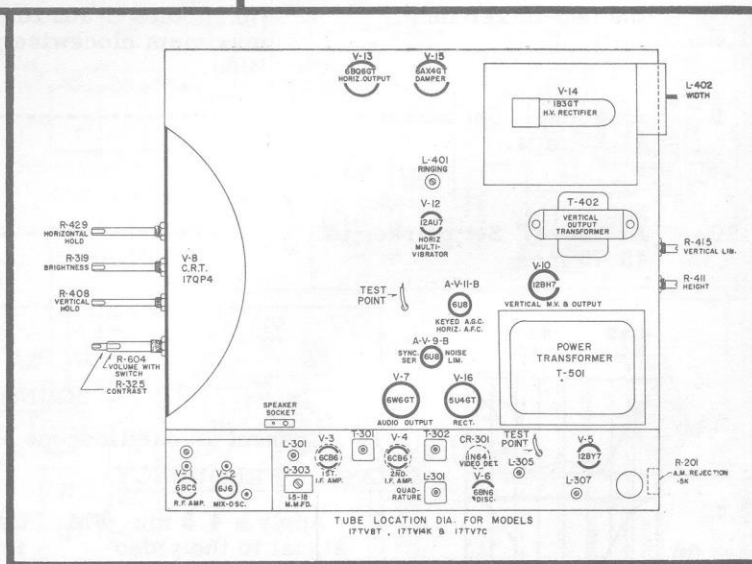 V-13
6BQ6GT
HORIZ. OUTPUT
V-15
6AX4GT
DAMPER
L-402
WIDTH
V-14
1B3GT
H.V. RECTIFIER
L-401
RINGING
V-12
12AU7
HORIZ
MULTI-
VIBRATOR
T-402
VERTICAL
OUTPUT
TRANSFORMER
R-429
HORIZONTAL
HOLD
R-319
BRIGHTNESS
R-408
VERTICAL
HOLD
V-8
C.R.T.
17QP4
R-415
VERTICAL LIN.
R-411
HEIGHT
V-10
12BH7
VERTICAL M.V. & OUTPUT
TEST
POINT
A-V-11-B
6U8
KEYED A.G.C.
HORIZ. A.F.C.
A-V-9-B
SYNC.
SER
6U8
NOISE
LIM.
POWER
TRANSFORMER
T-501
R-604
VOLUME WITH
SWITCH
R-325
CONTRAST
V-7
6W6GT
AUDIO OUTPUT
V-16
5U4GT
RECT.
SPEAKER
SOCKET
L-301
V-3
6CB6
1ST.
I.F. AMP.
T-301
V-4
6CB6
2ND.
I.F. AMP.
T-302
CR-301
1N64
VIDEO DET.
TEST
POINT
V-5
12BY7
L-305
R-201
A.M. REJECTION
-5K
V-1
6BC5
R.F. AMP.
V-2
6J6
MIX-OSC.
C-303
1.5-18
M.M.FD.
L-301
QUAD-
RATURE
V-6
6BN6
DISC.
L-307
TUBE LOCATION DIA. FOR MODELS
17TV8T , 17TV14K & 17TV7C